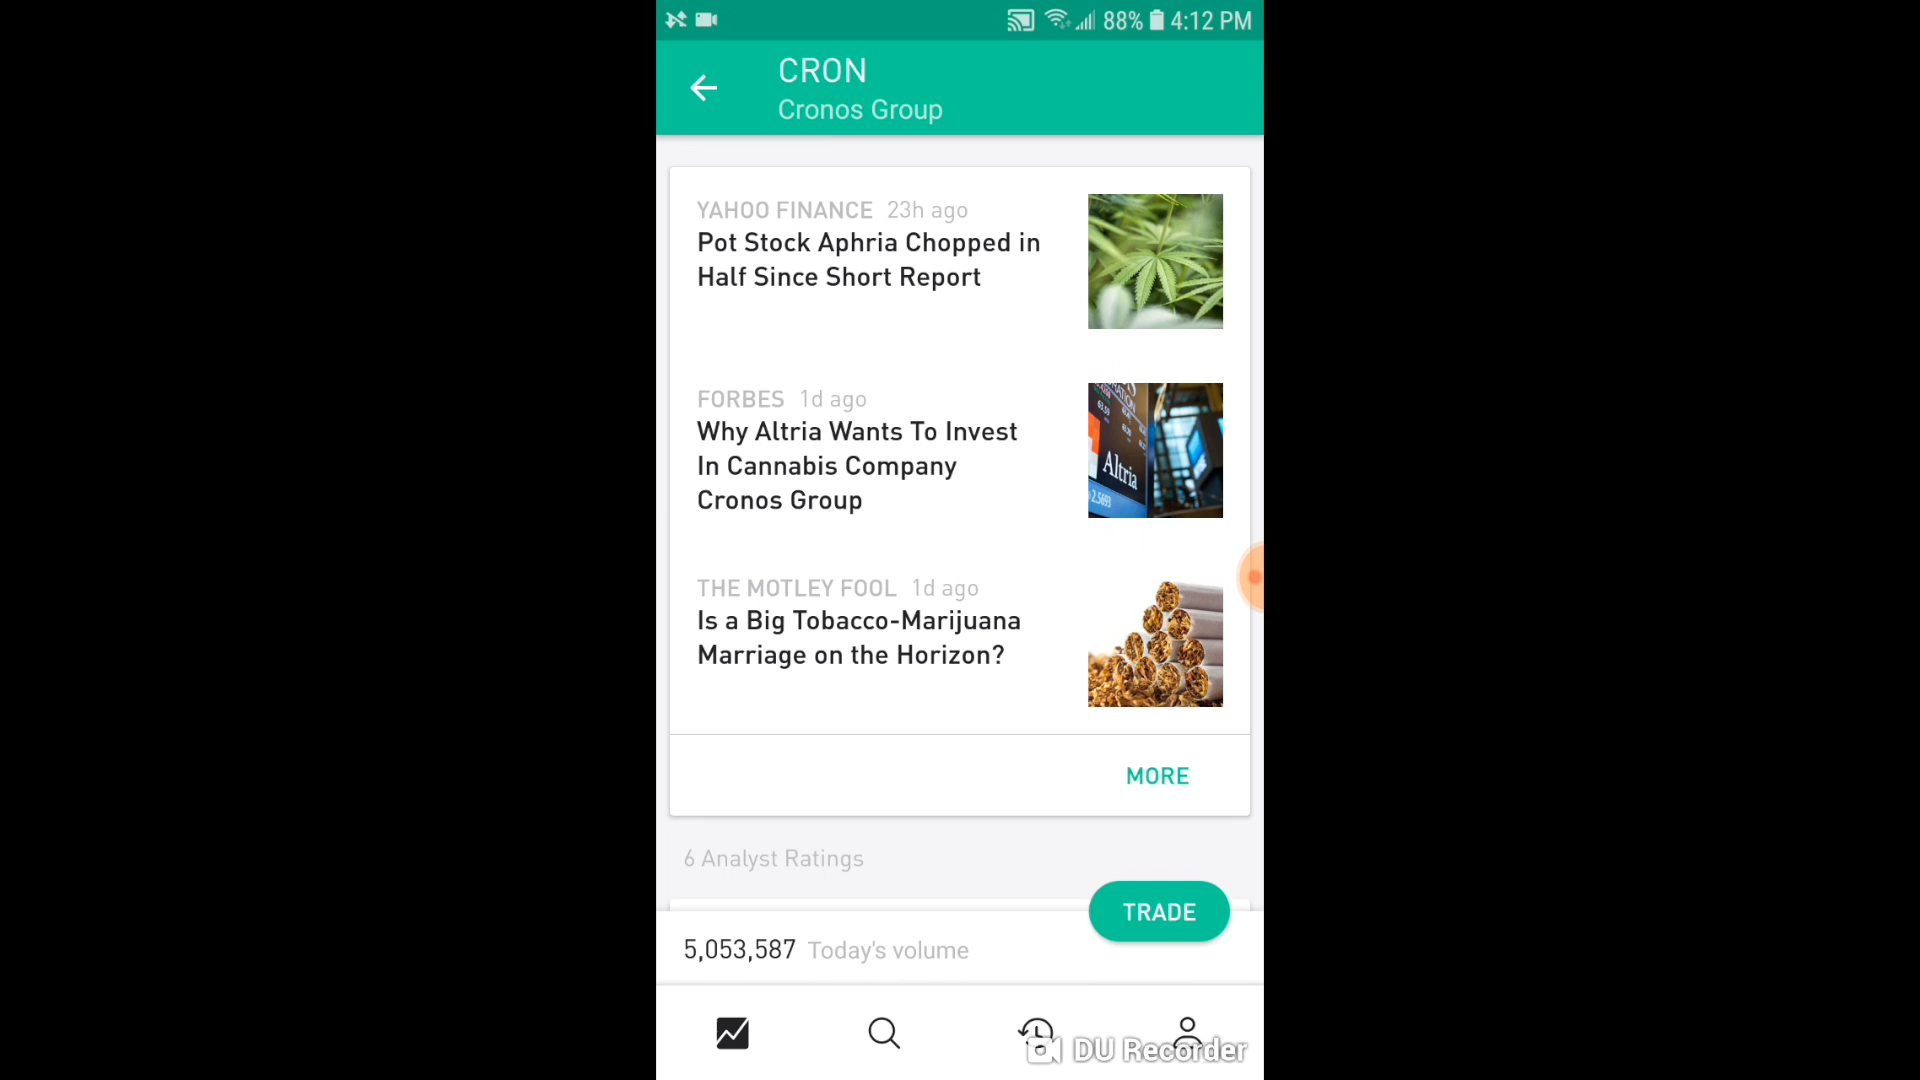 88% 4:12 PM
CRON
Cronos Group
YAHOO FINANCE 23h ago
Pot Stock Aphria Chopped in
Half Since Short Report
FORBES 1d ago
Why Altria Wants To Invest
In Cannabis Company
Cronos Group
Altria
THE MOTLEY FOOL 1d ago
Is a Big Tobacco-Marijuana
Marriage on the Horizon?
MORE
6 Analyst Ratings
TRADE
5,053,587 Today's volume
DU Recorder